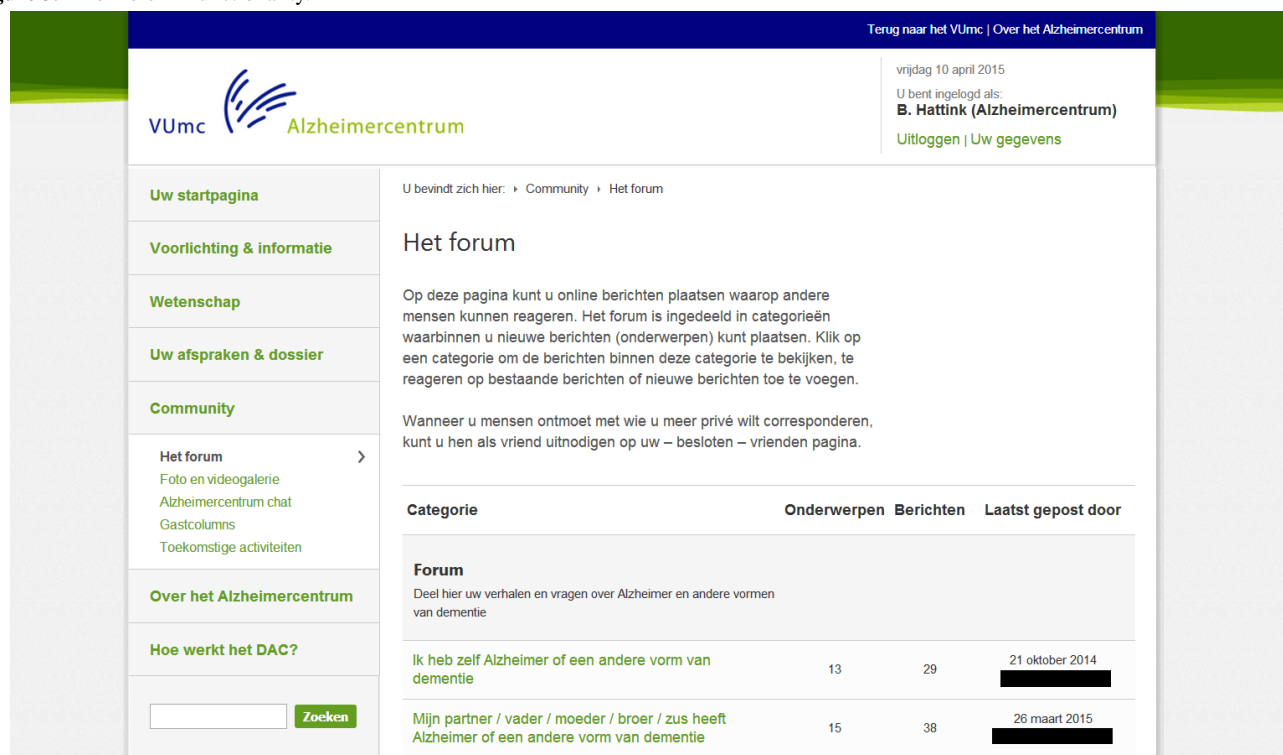 Terug naar het VUmc | Over het Alzheimercentrum
VUmc Alzheimercentrum
vrijdag 10 april 2015
U bent ingelogd als:
B. Hattink (Alzheimercentrum)
Uitloggen | Uw gegevens
Uw startpagina
Voorlichting & informatie
Wetenschap
Uw afspraken & dossier
Community
Het forum
Foto en videogalerie
Alzheimercentrum chat
Gastcolumns
Toekomstige activiteiten
Over het Alzheimercentrum
Hoe werkt het DAC?
Zoeken
U bevindt zich hier: Community Het forum
Het forum
Op deze pagina kunt u online berichten plaatsen waarop andere
mensen kunnen reageren. Het forum is ingedeeld in categorieën
waarbinnen u nieuwe berichten (onderwerpen) kunt plaatsen. Klik op
een categorie om de berichten binnen deze categorie te bekijken, te
reageren op bestaande berichten of nieuwe berichten toe te voegen.
Wanneer u mensen ontmoet met wie u meer privé wilt corresponderen,
kunt u hen als vriend uitnodigen op uw – besloten – vrienden pagina.
Categorie Onderwerpen Berichten Laatst gepost door
Forum
Deel hier uw verhalen en vragen over Alzheimer en andere vormen
van dementie
Ik heb zelf Alzheimer of een andere vorm van
dementie
13 29 21 oktober 2014
Mijn partner / vader / moeder / broer / zus heeft
Alzheimer of een andere vorm van dementie
15 38 26 maart 2015